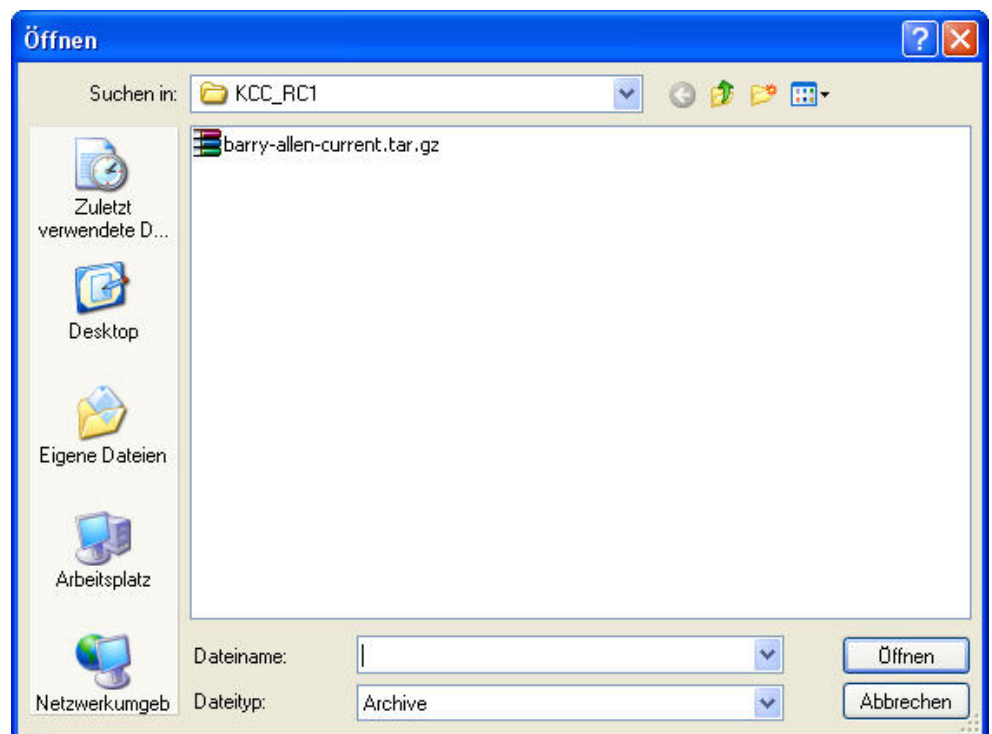 Öffnen
Suchen in:
KCC_RC1
barry-allen-current.tar.gz
Zuletzt
verwendete D...
Desktop
Eigene Dateien
Arbeitsplatz
Netzwerkumgeb
Dateiname:
Öffnen
Dateityp:
Archive
Abbrechen